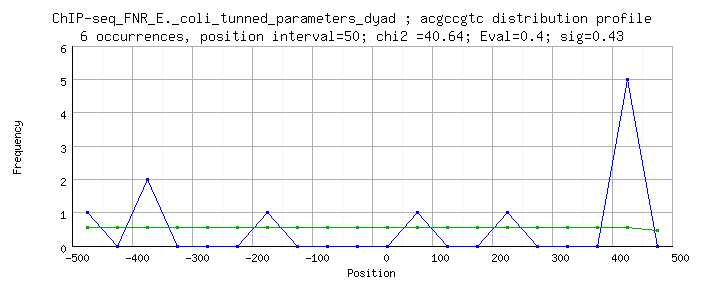 ChIP-seq_FNR_E._coli_tunned_parameters_dyad ; acgccgtc distribution profile
6 occurrences, position interval=50; chi2 =40.64; Eval=0.4; sig=0.43
Frequency
6
5
4
3
2
1
0
-500 -400 -300 -200 -100 0 100 200 300 400 500
Position